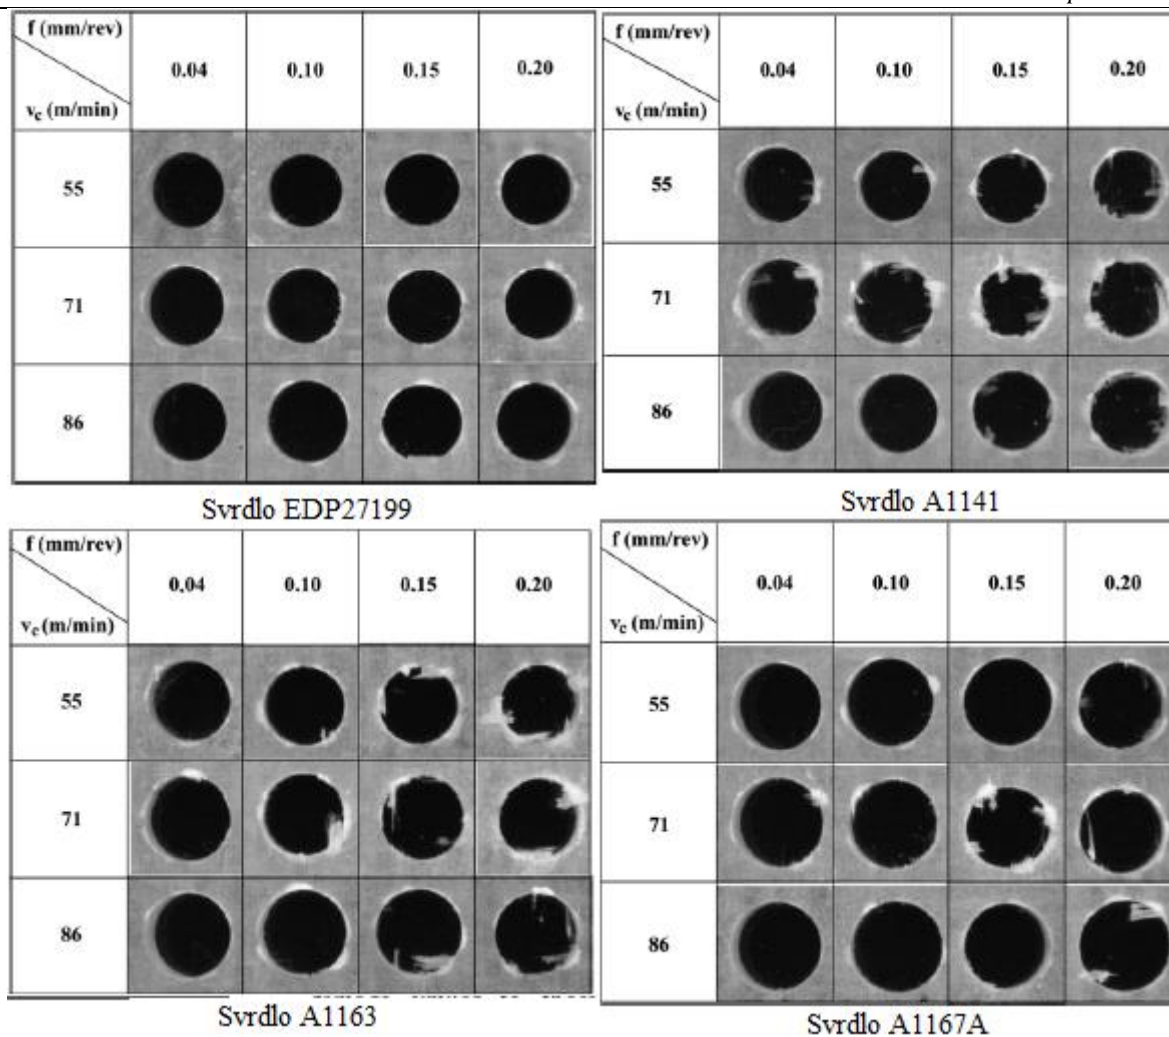 f (mm/rev)
0.04 0.10 0.15 0.20
v_c (m/min)
55
71
86
Svrdlo EDP27199
f (mm/rev)
0.04 0.10 0.15 0.20
v_c (m/min)
55
71
86
Svrdlo A1141
f (mm/rev)
0.04 0.10 0.15 0.20
v_c (m/min)
55
71
86
Svrdlo A1163
f (mm/rev)
0.04 0.10 0.15 0.20
v_c (m/min)
55
71
86
Svrdlo A1167A